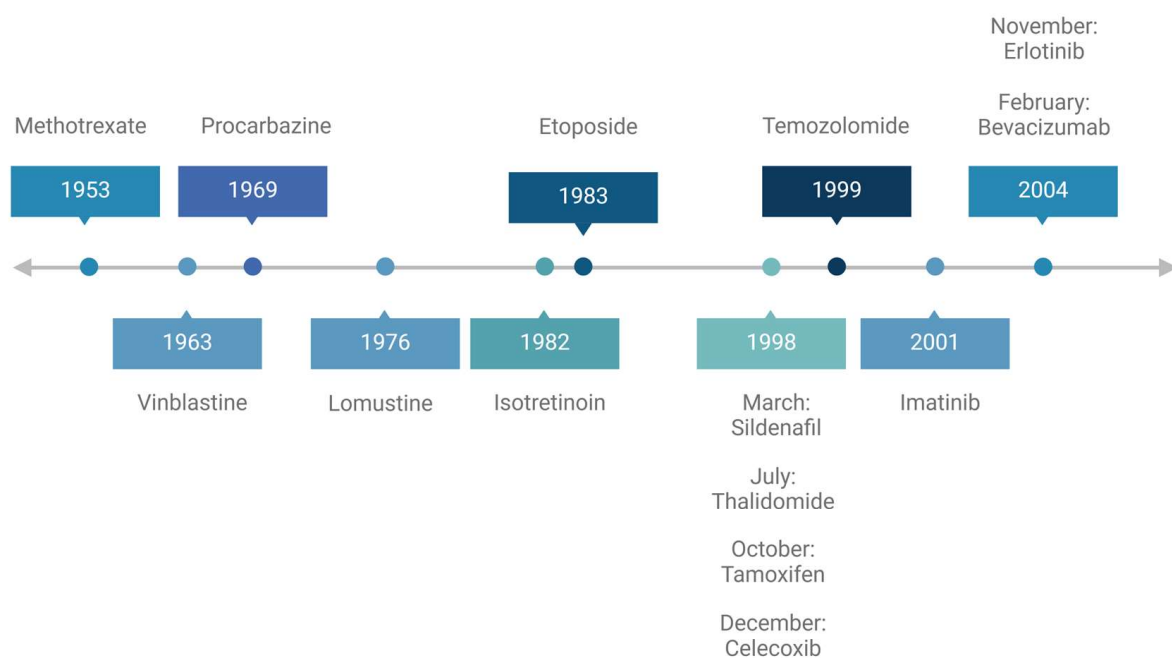 November:
Erlotinib
February:
Bevacizumab
Methotrexate
Procarbazine
Etoposide
Temozolomide
1953
1969
1983
1999
2004
1963
1976
1982
1998
2001
Vinblastine
Lomustine
Isotretinoin
March:
Sildenafil
Imatinib
July:
Thalidomide
October:
Tamoxifen
December:
Celecoxib